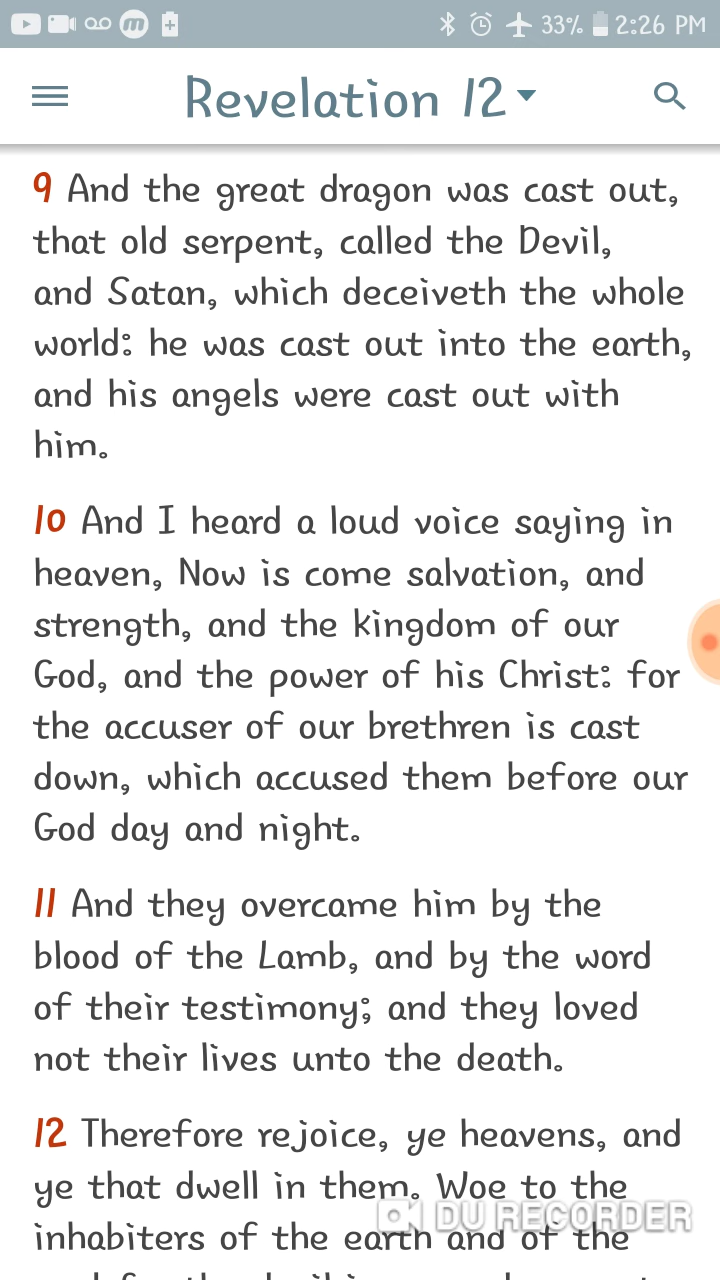 33% 2:26 PM
Revelation 12
9 And the great dragon was cast out,
that old serpent, called the Devil,
and Satan, which deceiveth the whole
world: he was cast out into the earth,
and his angels were cast out with
him.
10 And I heard a loud voice saying in
heaven, Now is come salvation, and
strength, and the kingdom of our
God, and the power of his Christ: for
the accuser of our brethren is cast
down, which accused them before our
God day and night.
11 And they overcame him by the
blood of the Lamb, and by the word
of their testimony; and they loved
not their lives unto the death.
12 Therefore rejoice, ye heavens, and
ye that dwell in them. Woe to the
inhabiters of the earth and of the
DU RECORDER